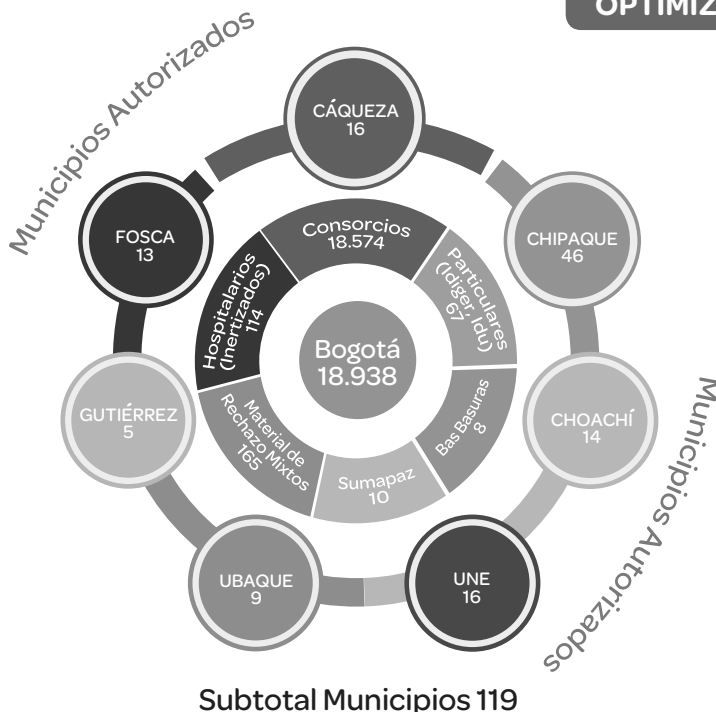 OPTIMIZ
Municipios Autorizados
CÁQUEZA
16
FOSCA
13
CHIPAQUE
46
Consorcios
18.574
Hospitalarios
(Inertizados)
114
Particulares
(Idiger, Idu)
67
Bogotá
18.938
GUTIÉRREZ
5
CHOACHÍ
14
Material de
Rechazo Mixtos
165
Bas Basuras
8
Sumapaz
10
Municipios Autorizados
UBAQUE
9
UNE
16
Subtotal Municipios 119